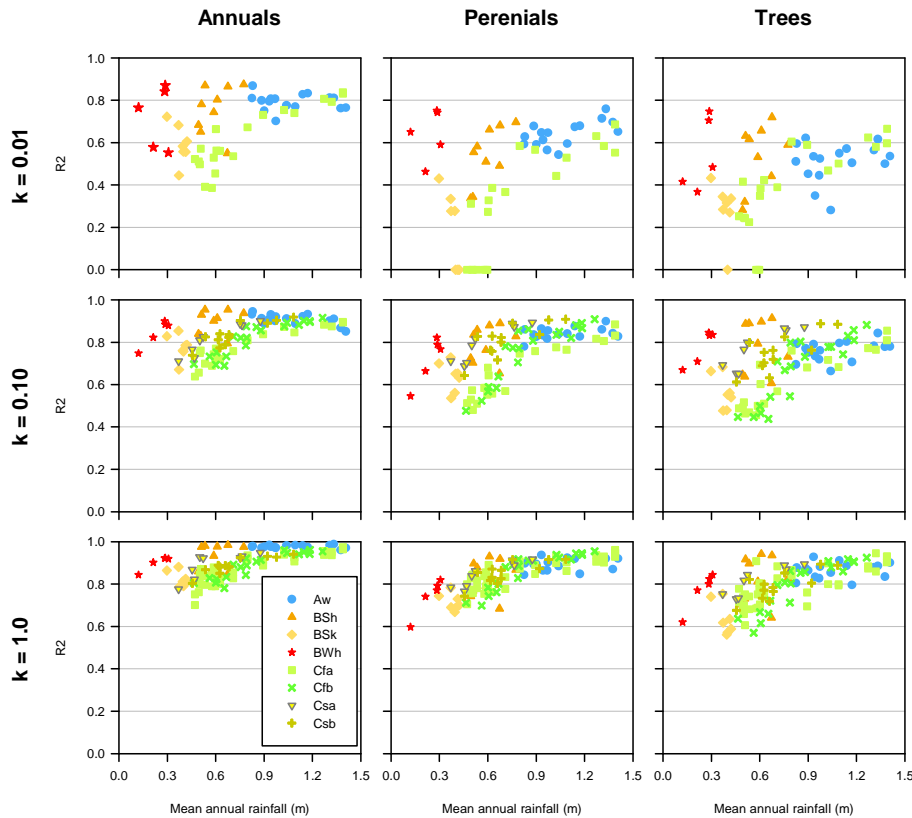 Annuals Perenials Trees
k = 0.01
R2
1.0
0.8
0.6
0.4
0.2
0.0
k = 0.10
R2
1.0
0.8
0.6
0.4
0.2
0.0
k = 1.0
R2
1.0
0.8
0.6
0.4
0.2
0.0
Aw
BSh
BSk
BWh
Cfa
Cfb
Csa
Csb
0.0 0.3 0.6 0.9 1.2 1.5 0.0 0.3 0.6 0.9 1.2 1.5 0.0 0.3 0.6 0.9 1.2 1.5
Mean annual rainfall (m) Mean annual rainfall (m) Mean annual rainfall (m)